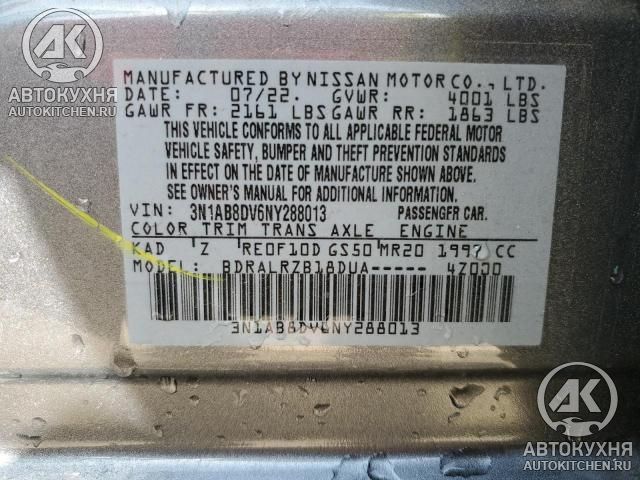 AK
АВТОКУХНЯ
AUTOKITCHEN.RU
MANUFACTURED BY NISSAN MOTOR CO., LTD.
DATE: 07/22. GVWR: 4001 LBS
GAWR FR: 2161 LBS GAWR RR: 1863 LBS
THIS VEHICLE CONFORMS TO ALL APPLICABLE FEDERAL MOTOR
VEHICLE SAFETY, BUMPER AND THEFT PREVENTION STANDARDS
IN EFFECT ON THE DATE OF MANUFACTURE SHOWN ABOVE.
SEE OWNER'S MANUAL FOR ADDITIONAL INFORMATION.
VIN: 3N1AB8DV6NY288013 PASSENGER CAR.
COLOR TRIM TRANS AXLE ENGINE
KAD Z RE0F10D GS50 MR20 1997 CC
MODEL: BDRALRZB18DUA----- 4Z000
3N1AB8DV6NY288013
AK
АВТОКУХНЯ
AUTOKITCHEN.RU